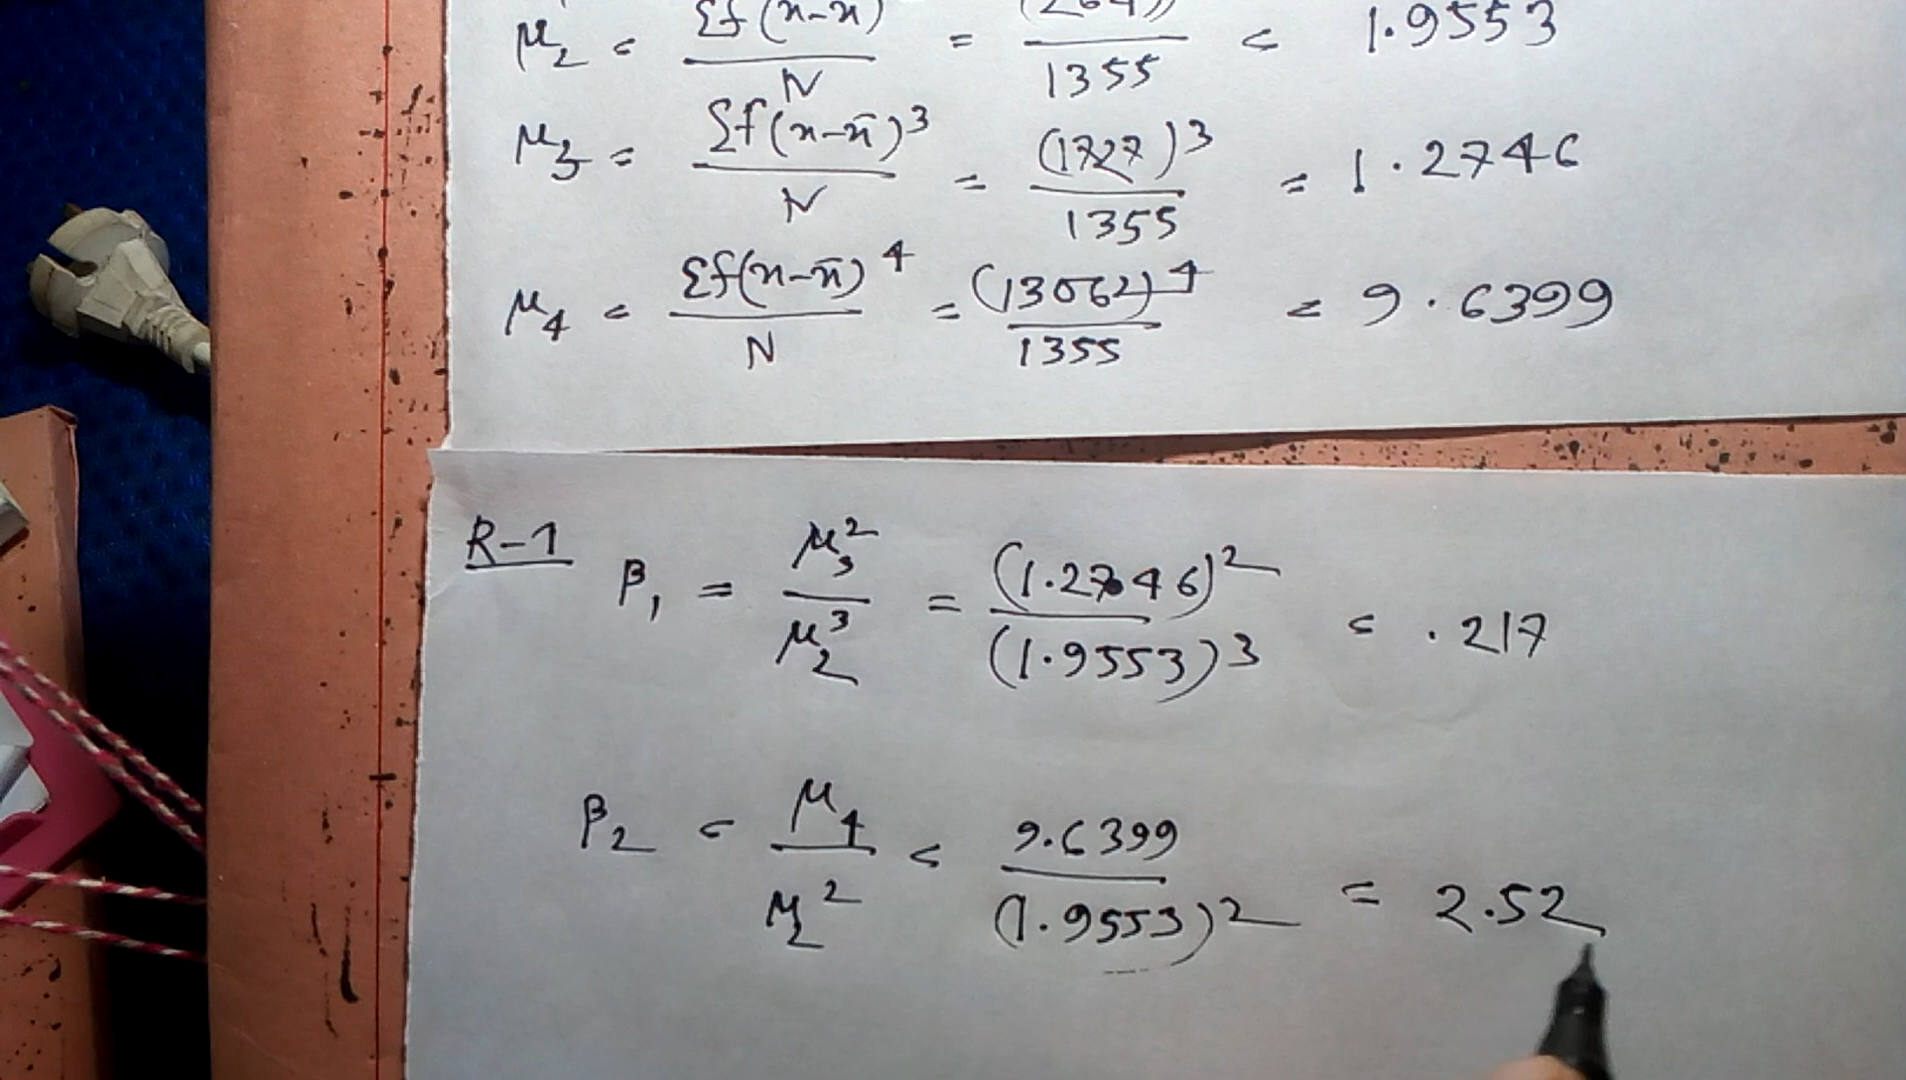 μ₂ = Σf(x-x̄) / N = / 1355 = 1.9553
μ₃ = Σf(x-x̄)³ / N = (1727)³ / 1355 = 1.2746
μ₄ = Σf(x-x̄)⁴ / N = (13062)⁴ / 1355 = 9.6399
R-1
β₁ = μ₃² / μ₂³ = (1.2746)² / (1.9553)³ = .217
β₂ = μ₄ / μ₂² = 9.6399 / (1.9553)² = 2.52